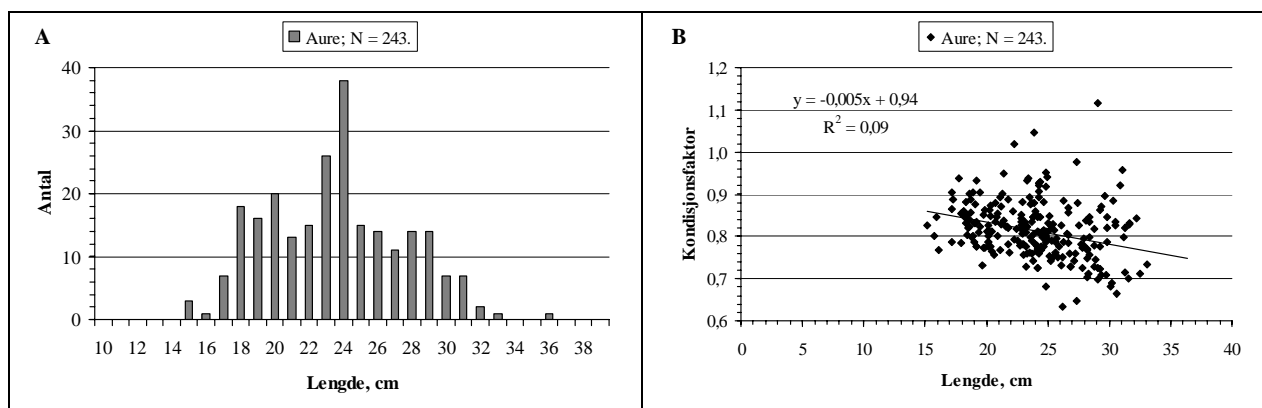 A
Aure; N = 243.
40
30
20
10
0
Antal
10 12 14 16 18 20 22 24 26 28 30 32 34 36 38
Lengde, cm
B
Aure; N = 243.
1,2
1,1
1,0
0,9
0,8
0,7
0,6
Kondisjonsfaktor
y = -0,005x + 0,94
R² = 0,09
0 5 10 15 20 25 30 35 40
Lengde, cm